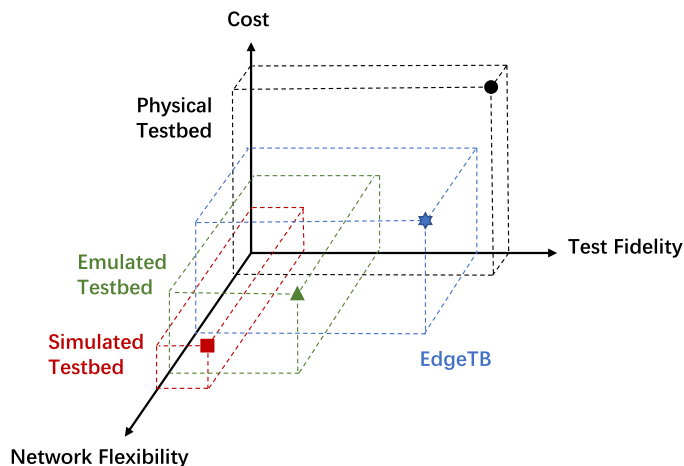 Cost
Physical
Testbed
Test Fidelity
Emulated
Testbed
Simulated
Testbed
EdgeTB
Network Flexibility